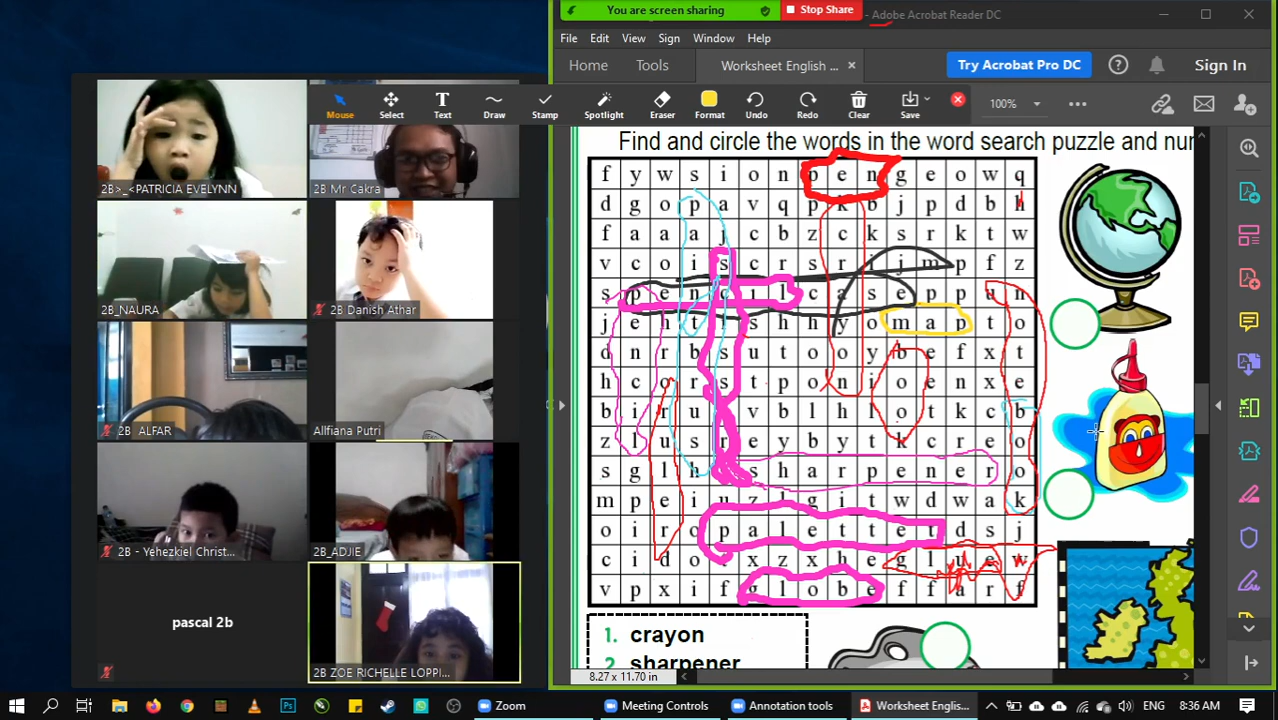 You are screen sharing
Stop Share
- Adobe Acrobat Reader DC
File Edit View Sign Window Help
Home Tools Worksheet English ... × Try Acrobat Pro DC Sign In
Mouse Select Text Draw Stamp Spotlight Eraser Format Undo Redo Clear Save 100%
Find and circle the words in the word search puzzle and num
f y w s i o n p e n g e o w q
d g o p a v q p k b j p d b h
f a a a j c b z c k s r k t w
v c o i s c r s r i j m p f z
s p e n c i l c a s e p p u n
j e h t i s h h y o m a p t o
d n r b s u t o o y b e f x t
h c o r s t p o n i o e n x e
b i r u v b l h l o t k c b
z l u s r e y b y t k c r e o
s g l h s h a r p e n e r o
m p e i u z l g i t w d w a k
o i r o p a l e t t e t d s j
c i d o x z x h e g l u e w
v p x i f g l o b e f f a r f
1. crayon
2. sharpener
8.27 x 11.70 in
2B>_<PATRICIA EVELYNN
2B Mr Cakra
2B_NAURA
2B Danish Athar
2B_ ALFAR
Allfiana Putri
2B - Yehezkiel Christ...
2B_ADJIE
pascal 2b
2B ZOE RICHELLE LOPPI...
Zoom Meeting Controls Annotation tools Worksheet Englis... ENG 8:36 AM